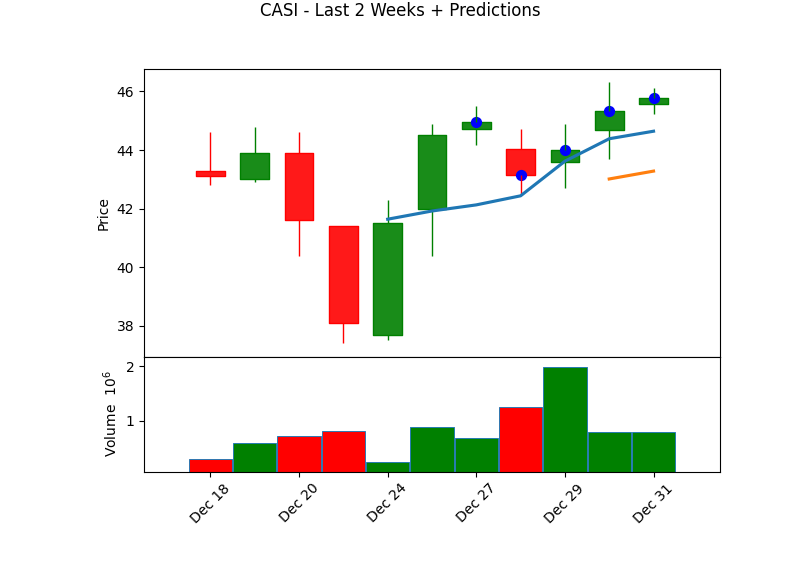 CASI - Last 2 Weeks + Predictions
46
44
42
40
38
Price
2
1
Volume 10^6
Dec 18
Dec 20
Dec 24
Dec 27
Dec 29
Dec 31